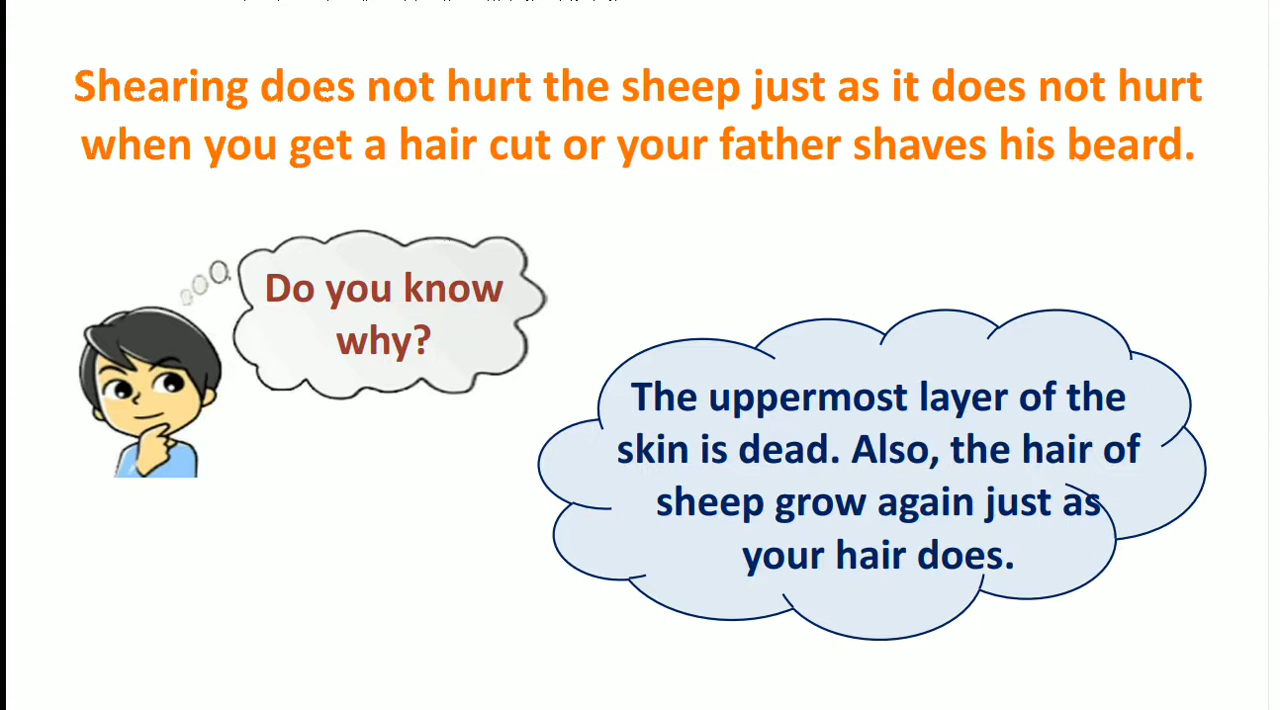 Shearing does not hurt the sheep just as it does not hurt
when you get a hair cut or your father shaves his beard.
Do you know
why?
The uppermost layer of the
skin is dead. Also, the hair of
sheep grow again just as
your hair does.